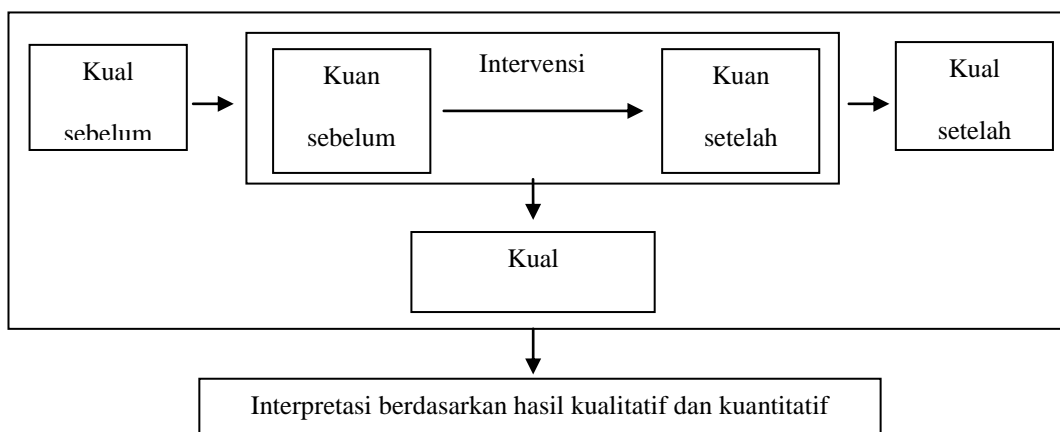 Kual
sebelum
Kuan
sebelum
Intervensi
Kuan
setelah
Kual
setelah
Kual
Interpretasi berdasarkan hasil kualitatif dan kuantitatif